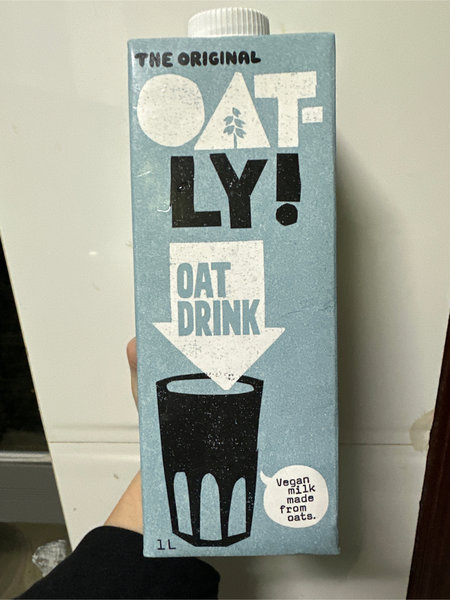 THE ORIGINAL
OAT-
LY!
OAT
DRINK
Vegan
milk
made
from
oats.
1L